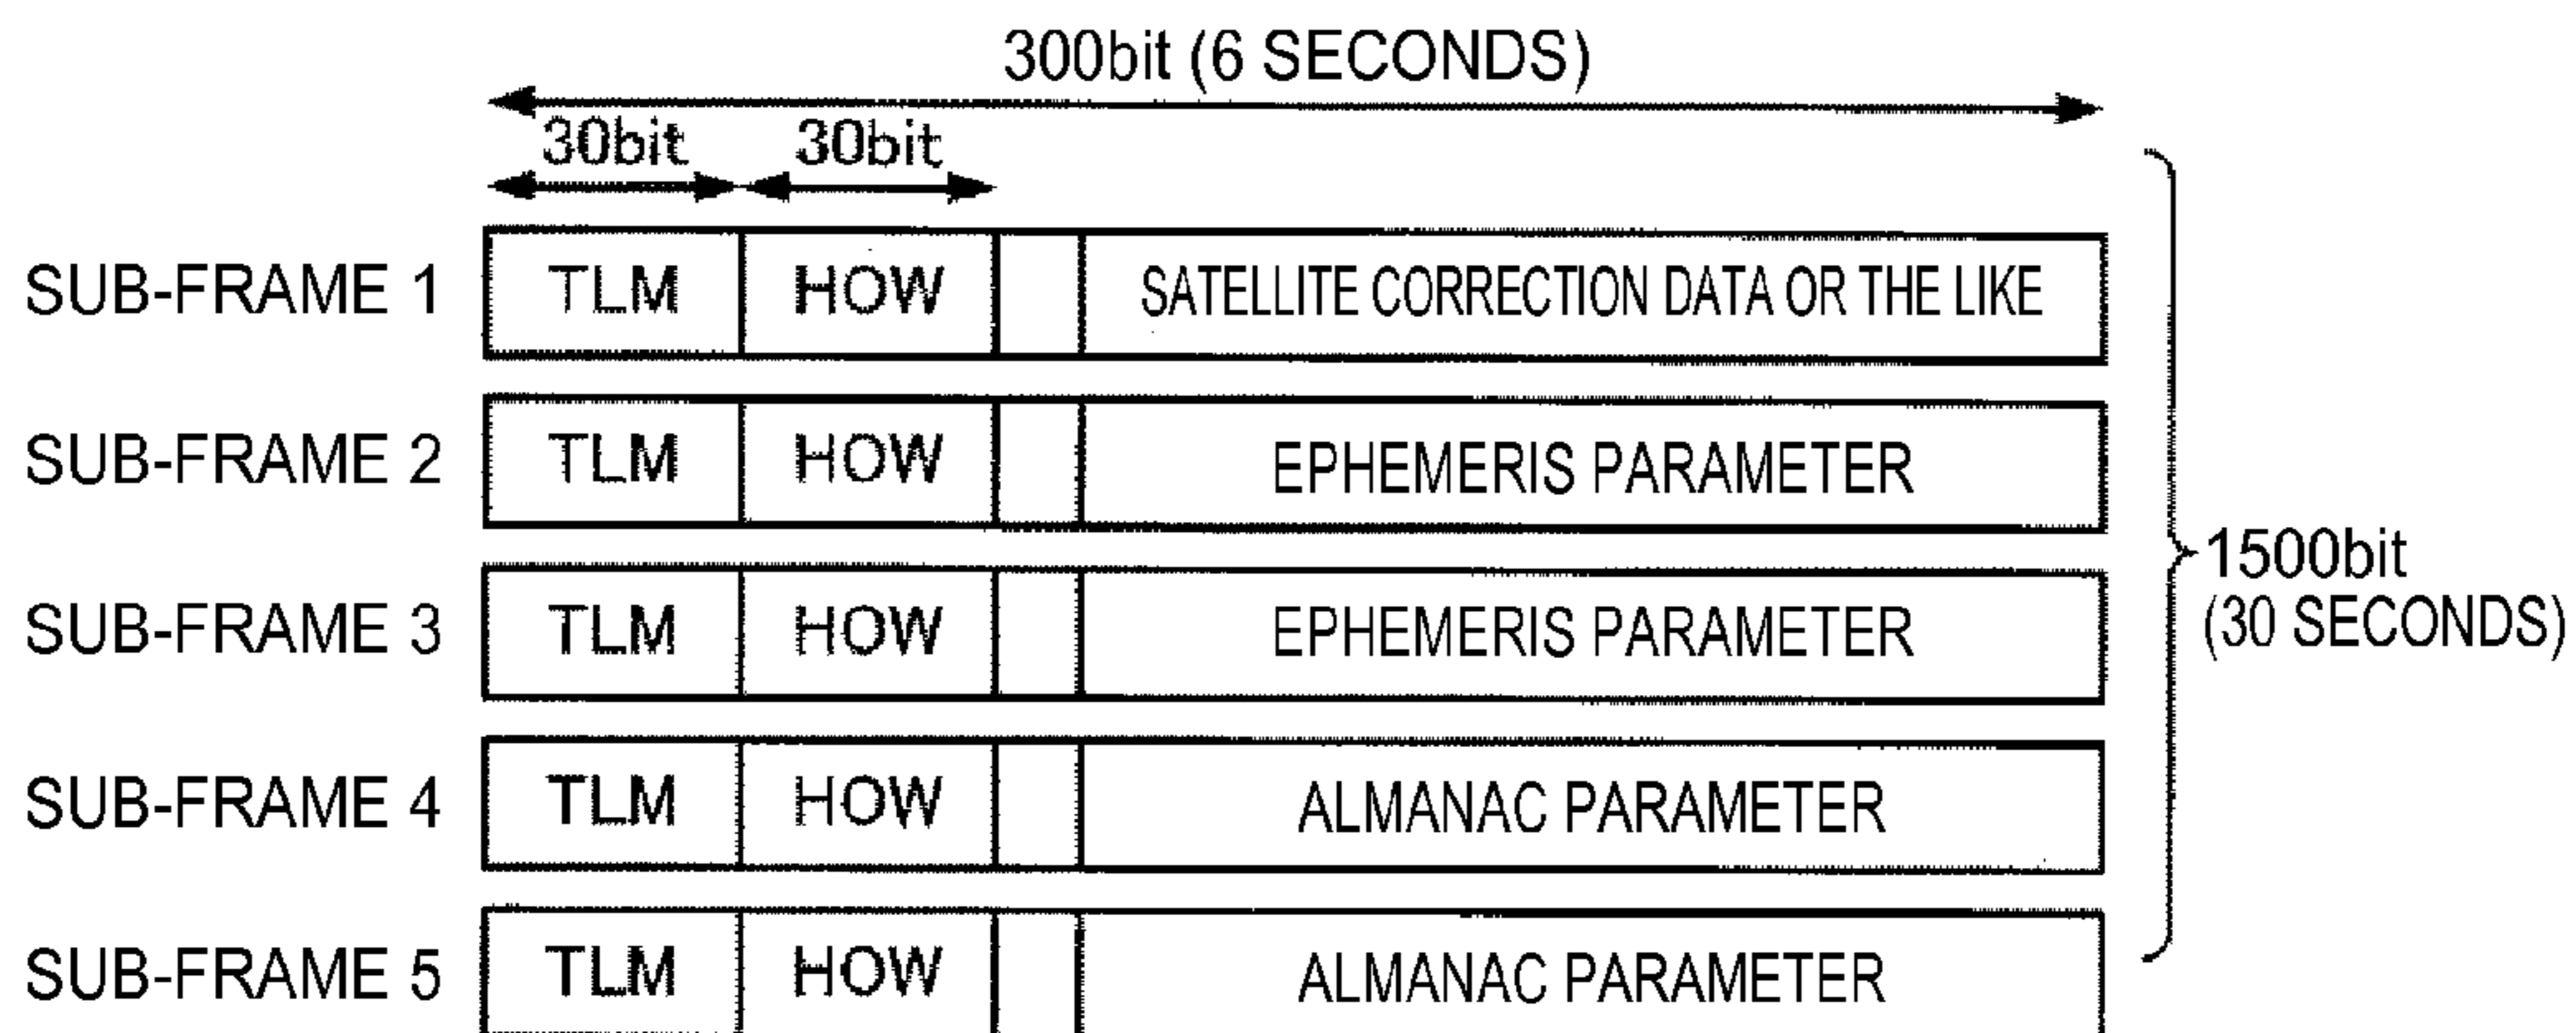 300bit (6 SECONDS)
30bit 30bit
SUB-FRAME 1 TLM HOW SATELLITE CORRECTION DATA OR THE LIKE
SUB-FRAME 2 TLM HOW EPHEMERIS PARAMETER
1500bit
(30 SECONDS)
SUB-FRAME 3 TLM HOW EPHEMERIS PARAMETER
SUB-FRAME 4 TLM HOW ALMANAC PARAMETER
SUB-FRAME 5 TLM HOW ALMANAC PARAMETER